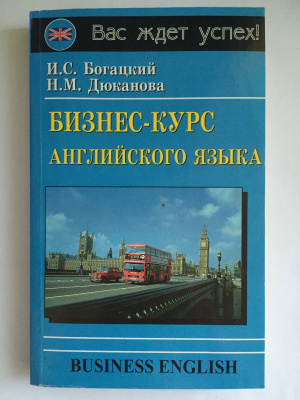 Вас ждет успех!
И.С. Богацкий
Н.М. Дюканова
БИЗНЕС-КУРС
АНГЛИЙСКОГО ЯЗЫКА
BUSINESS ENGLISH